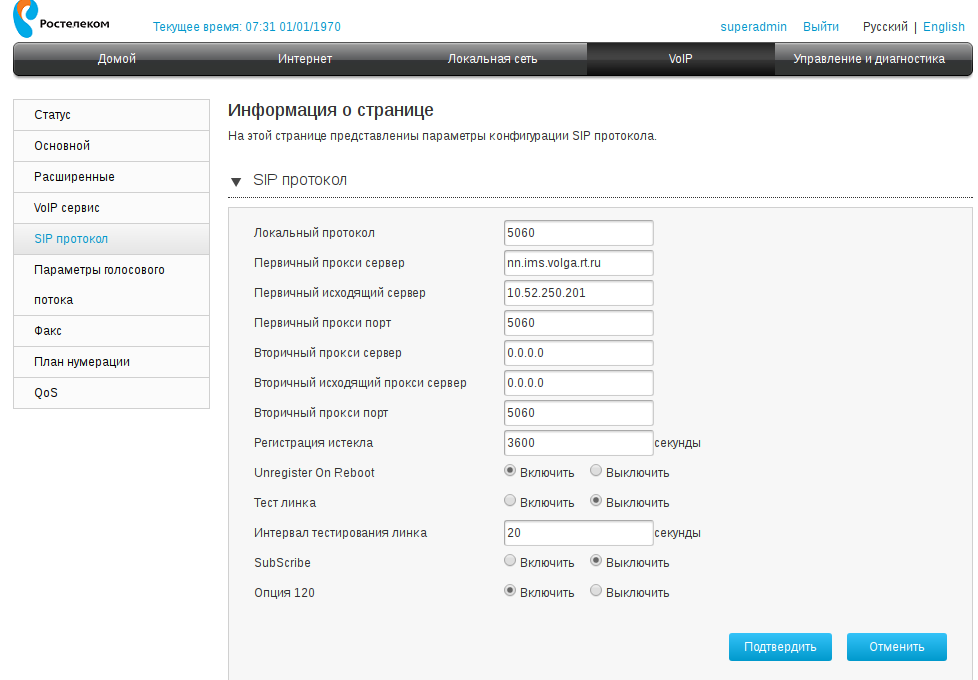 Ростелеком
Текущее время: 07:31 01/01/1970
superadmin Выйти Русский | English
Домой Интернет Локальная сеть VoIP Управление и диагностика
Статус
Основной
Расширенные
VoIP сервис
SIP протокол
Параметры голосового
потока
Факс
План нумерации
QoS
Информация о странице
На этой странице представлениы параметры конфигурации SIP протокола.
SIP протокол
Локальный протокол 5060
Первичный прокси сервер nn.ims.volga.rt.ru
Первичный исходящий сервер 10.52.250.201
Первичный прокси порт 5060
Вторичный прокси сервер 0.0.0.0
Вторичный исходящий прокси сервер 0.0.0.0
Вторичный прокси порт 5060
Регистрация истекла 3600 секунды
Unregister On Reboot Включить Выключить
Тест линка Включить Выключить
Интервал тестирования линка 20 секунды
SubScribe Включить Выключить
Опция 120 Включить Выключить
Подтвердить Отменить